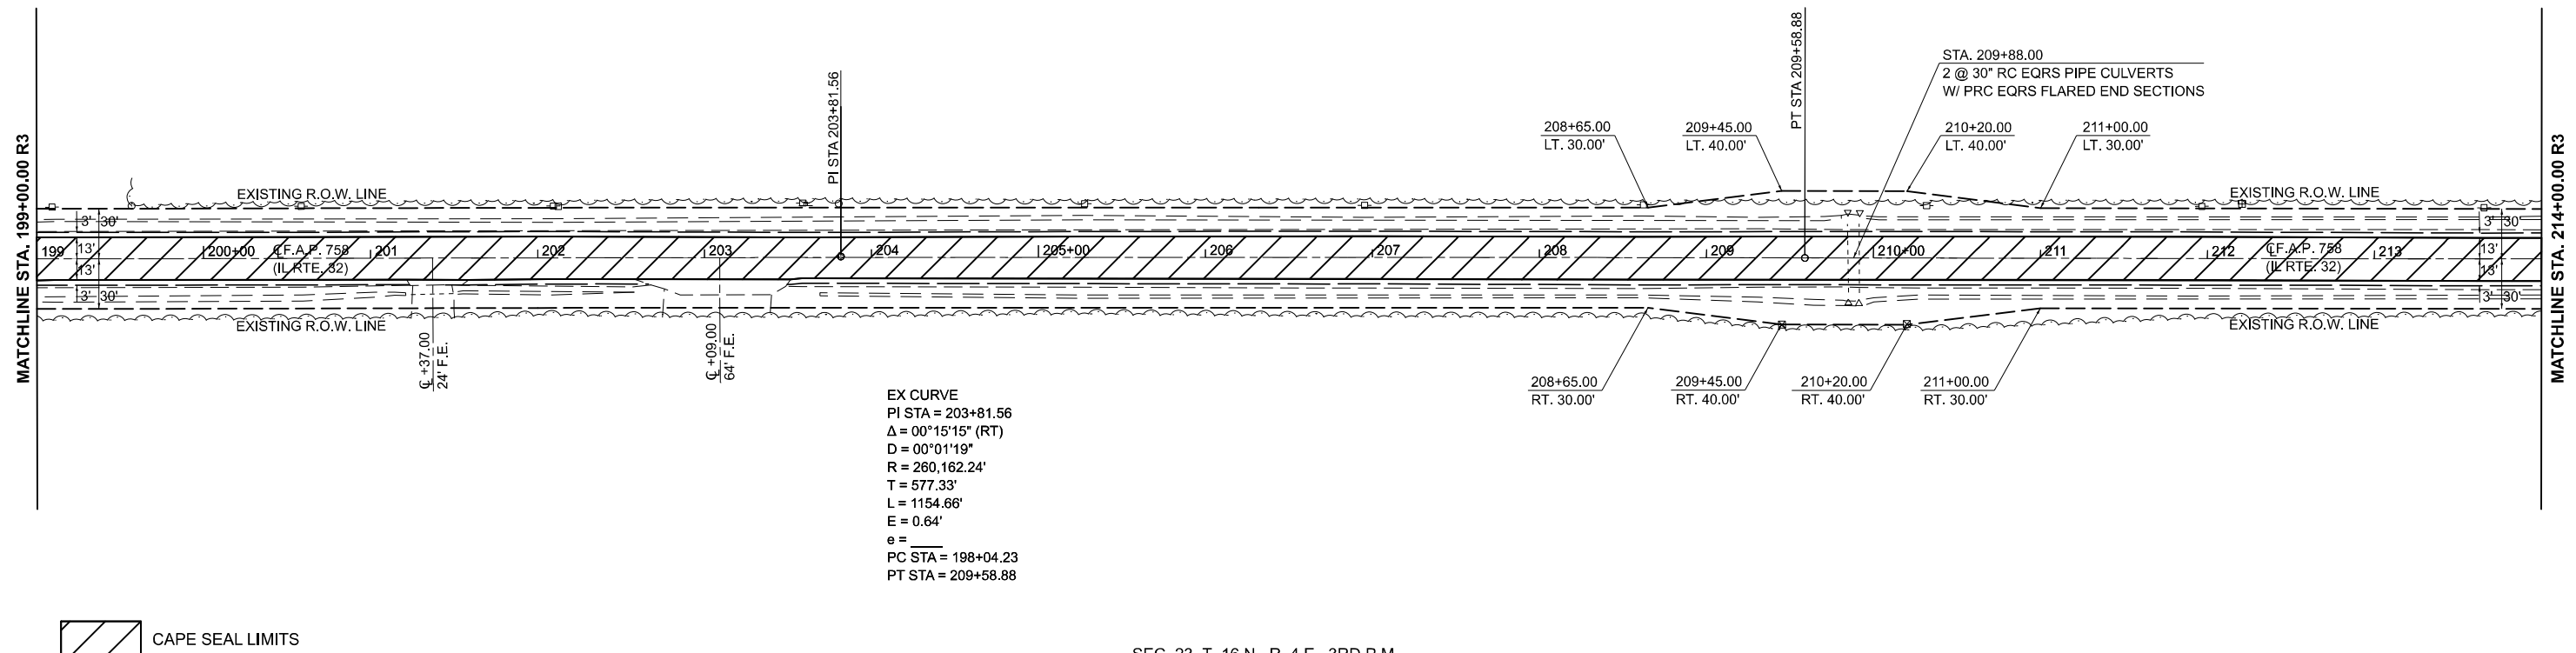 MATCHLINE STA. 199+00.00 R3
MATCHLINE STA. 214+00.00 R3
PI STA 203+81.56
PT STA 209+58.88
STA. 209+88.00
2 @ 30" RC EQRS PIPE CULVERTS
W/ PRC EQRS FLARED END SECTIONS
208+65.00
LT. 30.00'
209+45.00
LT. 40.00'
210+20.00
LT. 40.00'
211+00.00
LT. 30.00'
EXISTING R.O.W. LINE
EXISTING R.O.W. LINE
3' 30'
3' 30'
13'
13'
199 200+00 201 202 203 204 205+00 206 207 208 209 210+00 211 212 213
℄ F.A.P. 758
(IL RTE. 32)
℄ F.A.P. 758
(IL RTE. 32)
13'
13'
3' 30'
3' 30'
EXISTING R.O.W. LINE
EXISTING R.O.W. LINE
℄ +37.00
24' F.E.
℄ +09.00
64' F.E.
208+65.00
RT. 30.00'
209+45.00
RT. 40.00'
210+20.00
RT. 40.00'
211+00.00
RT. 30.00'
EX CURVE
PI STA = 203+81.56
Δ = 00°15'15" (RT)
D = 00°01'19"
R = 260,162.24'
T = 577.33'
L = 1154.66'
E = 0.64'
e = ____
PC STA = 198+04.23
PT STA = 209+58.88
CAPE SEAL LIMITS